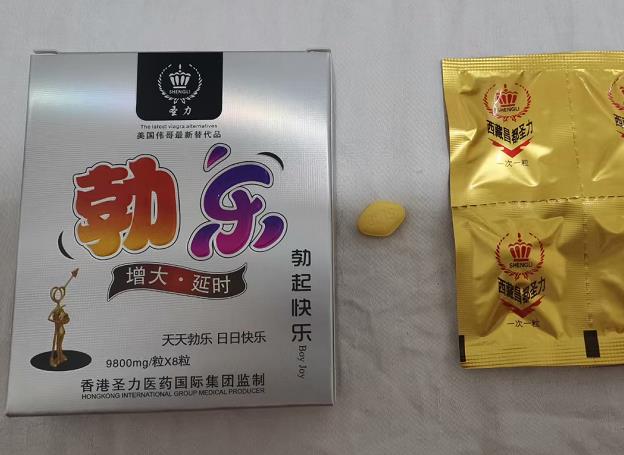 SHENGLI
圣力
The latest viagra alternatives
美国伟哥最新替代品
勃乐
增大·延时
勃起快乐
Boy Joy
天天勃乐 日日快乐
9800mg/粒X8粒
香港圣力医药国际集团监制
HONGKONG INTERNATIONAL GROUP MEDICAL PRODUCER
SHENGLI
西藏昌都圣力
一次一粒
SHENGLI
西藏昌都圣力
一次一粒